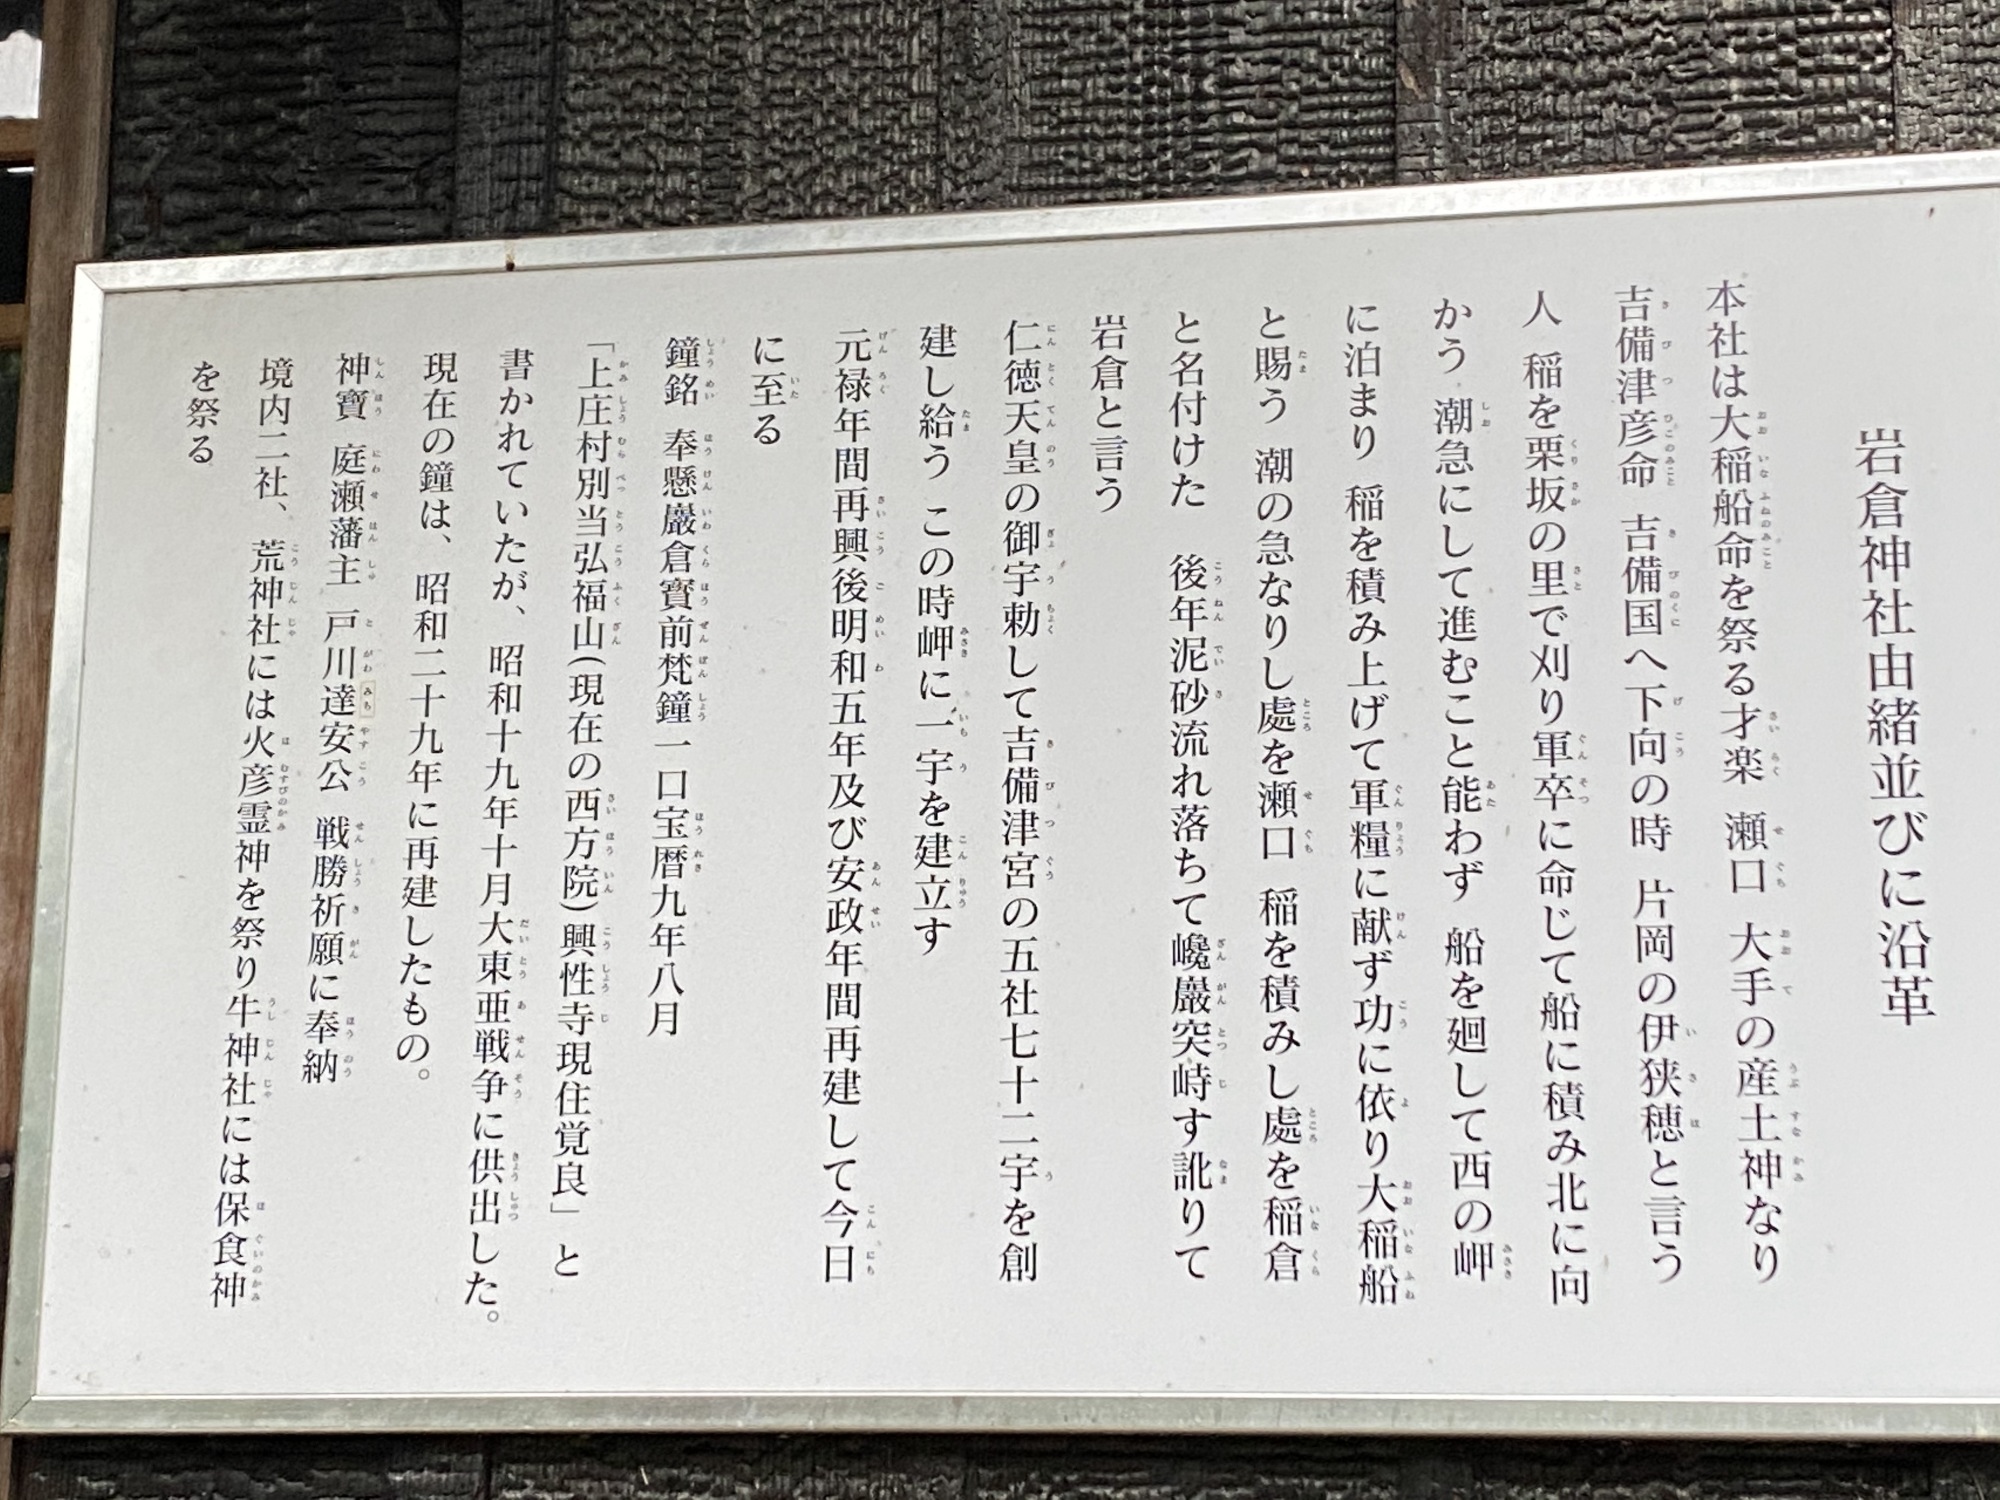 岩倉神社由緒並びに沿革
本社は大稲船命を祭る才楽 瀬口 大手の産土神なり
吉備津彦命 吉備国へ下向の時 片岡の伊狭穂と言う
人 稲を栗坂の里で刈り軍卒に命じて船に積み北に向
かう 潮急にして進むこと能わず 船を廻して西の岬
に泊まり 稲を積み上げて軍糧に献ず功に依り大稲船
と賜う 潮の急なりし處を瀬口 稲を積みし處を稲倉
と名付けた 後年泥砂流れ落ちて巉巖突峙す訛りて
岩倉と言う
仁徳天皇の御宇勅して吉備津宮の五社七十二宇を創
建し給う この時岬に一宇を建立す
元禄年間再興後明和五年及び安政年間再建して今日
に至る
鐘銘 奉懸巖倉寳前梵鐘一口宝暦九年八月
「上庄村別当弘福山(現在の西方院)興性寺現住覚良」と
書かれていたが、昭和十九年十月大東亜戦争に供出した。
現在の鐘は、昭和二十九年に再建したもの。
神寶 庭瀬藩主 戸川達安公 戦勝祈願に奉納
境内二社、荒神社には火彦霊神を祭り牛神社には保食神
を祭る